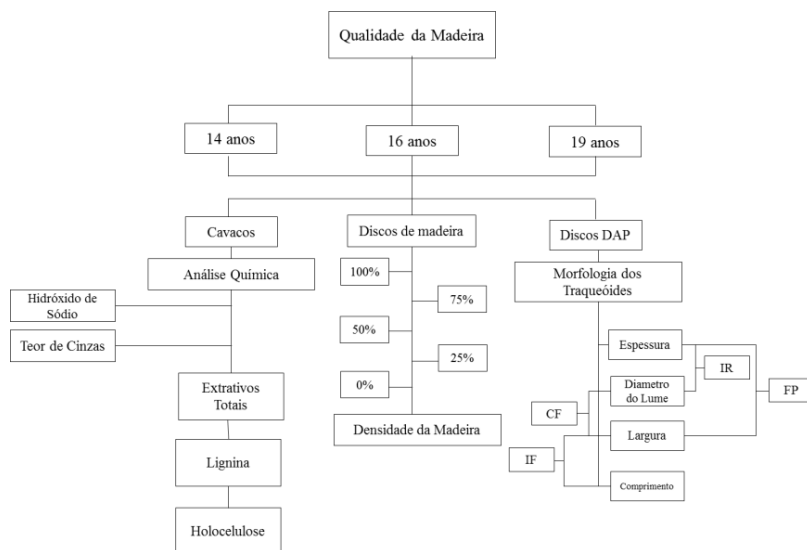 Qualidade da Madeira
14 anos
16 anos
19 anos
Cavacos
Discos de madeira
Discos DAP
Análise Química
100%
Morfologia dos
Traqueóides
Hidróxido de
Sódio
75%
Teor de Cinzas
50%
Espessura
25%
IR
Extrativos
Totais
0%
Diametro
do Lume
FP
CF
Densidade da Madeira
Largura
Lignina
IF
Comprimento
Holocelulose